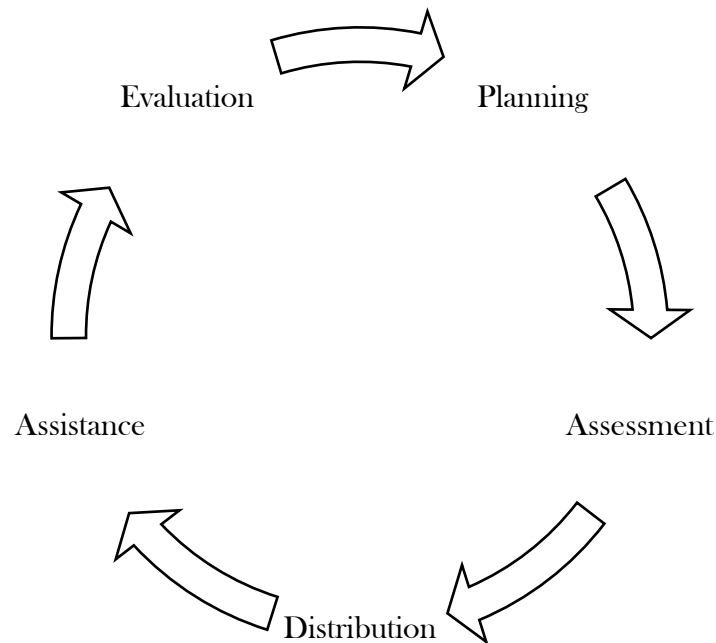 Evaluation
Planning
Assistance
Assessment
Distribution